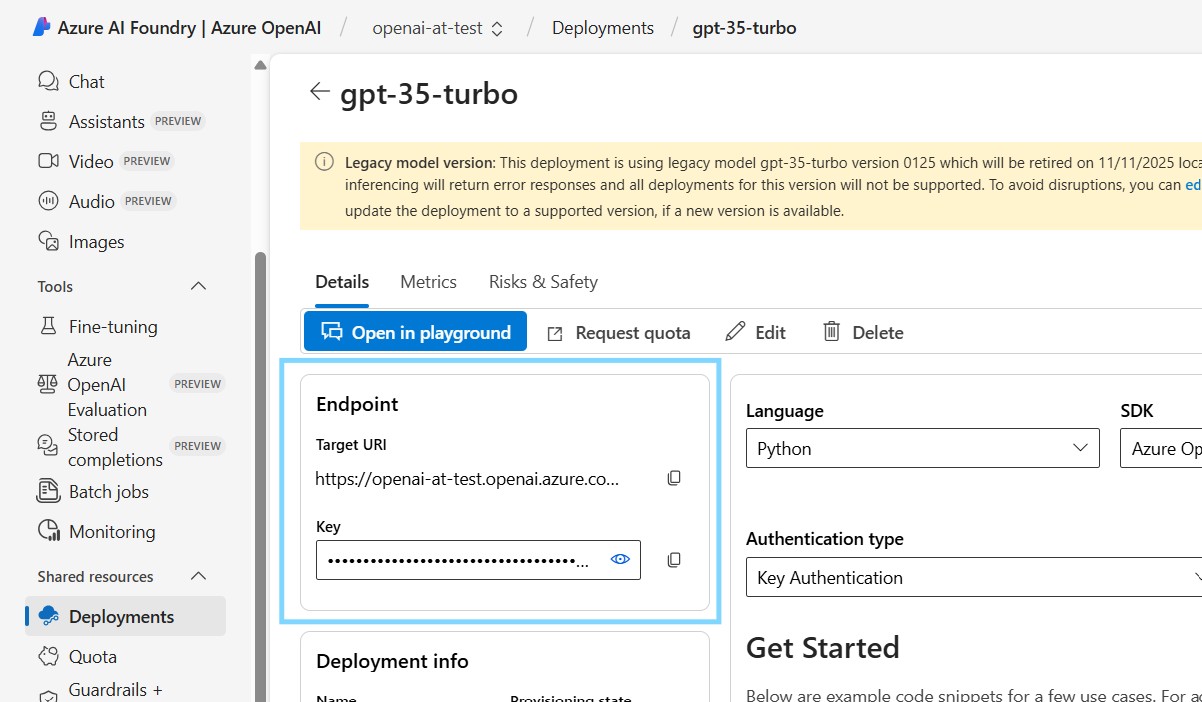 Azure AI Foundry | Azure OpenAI / openai-at-test / Deployments / gpt-35-turbo
Chat
Assistants PREVIEW
Video PREVIEW
Audio PREVIEW
Images
Tools
Fine-tuning
Azure
OpenAI
Evaluation
PREVIEW
Stored
completions
PREVIEW
Batch jobs
Monitoring
Shared resources
Deployments
Quota
Guardrails +
gpt-35-turbo
Legacy model version: This deployment is using legacy model gpt-35-turbo version 0125 which will be retired on 11/11/2025 loca
inferencing will return error responses and all deployments for this version will not be supported. To avoid disruptions, you can ed
update the deployment to a supported version, if a new version is available.
Details Metrics Risks & Safety
Open in playground Request quota Edit Delete
Endpoint
Target URI
https://openai-at-test.openai.azure.co...
Key
••••••••••••••••••••••••••••••••••••...
Deployment info
Name Provisioning state
Language
Python
SDK
Azure Op
Authentication type
Key Authentication
Get Started
Below are example code snippets for a few use cases. For ad